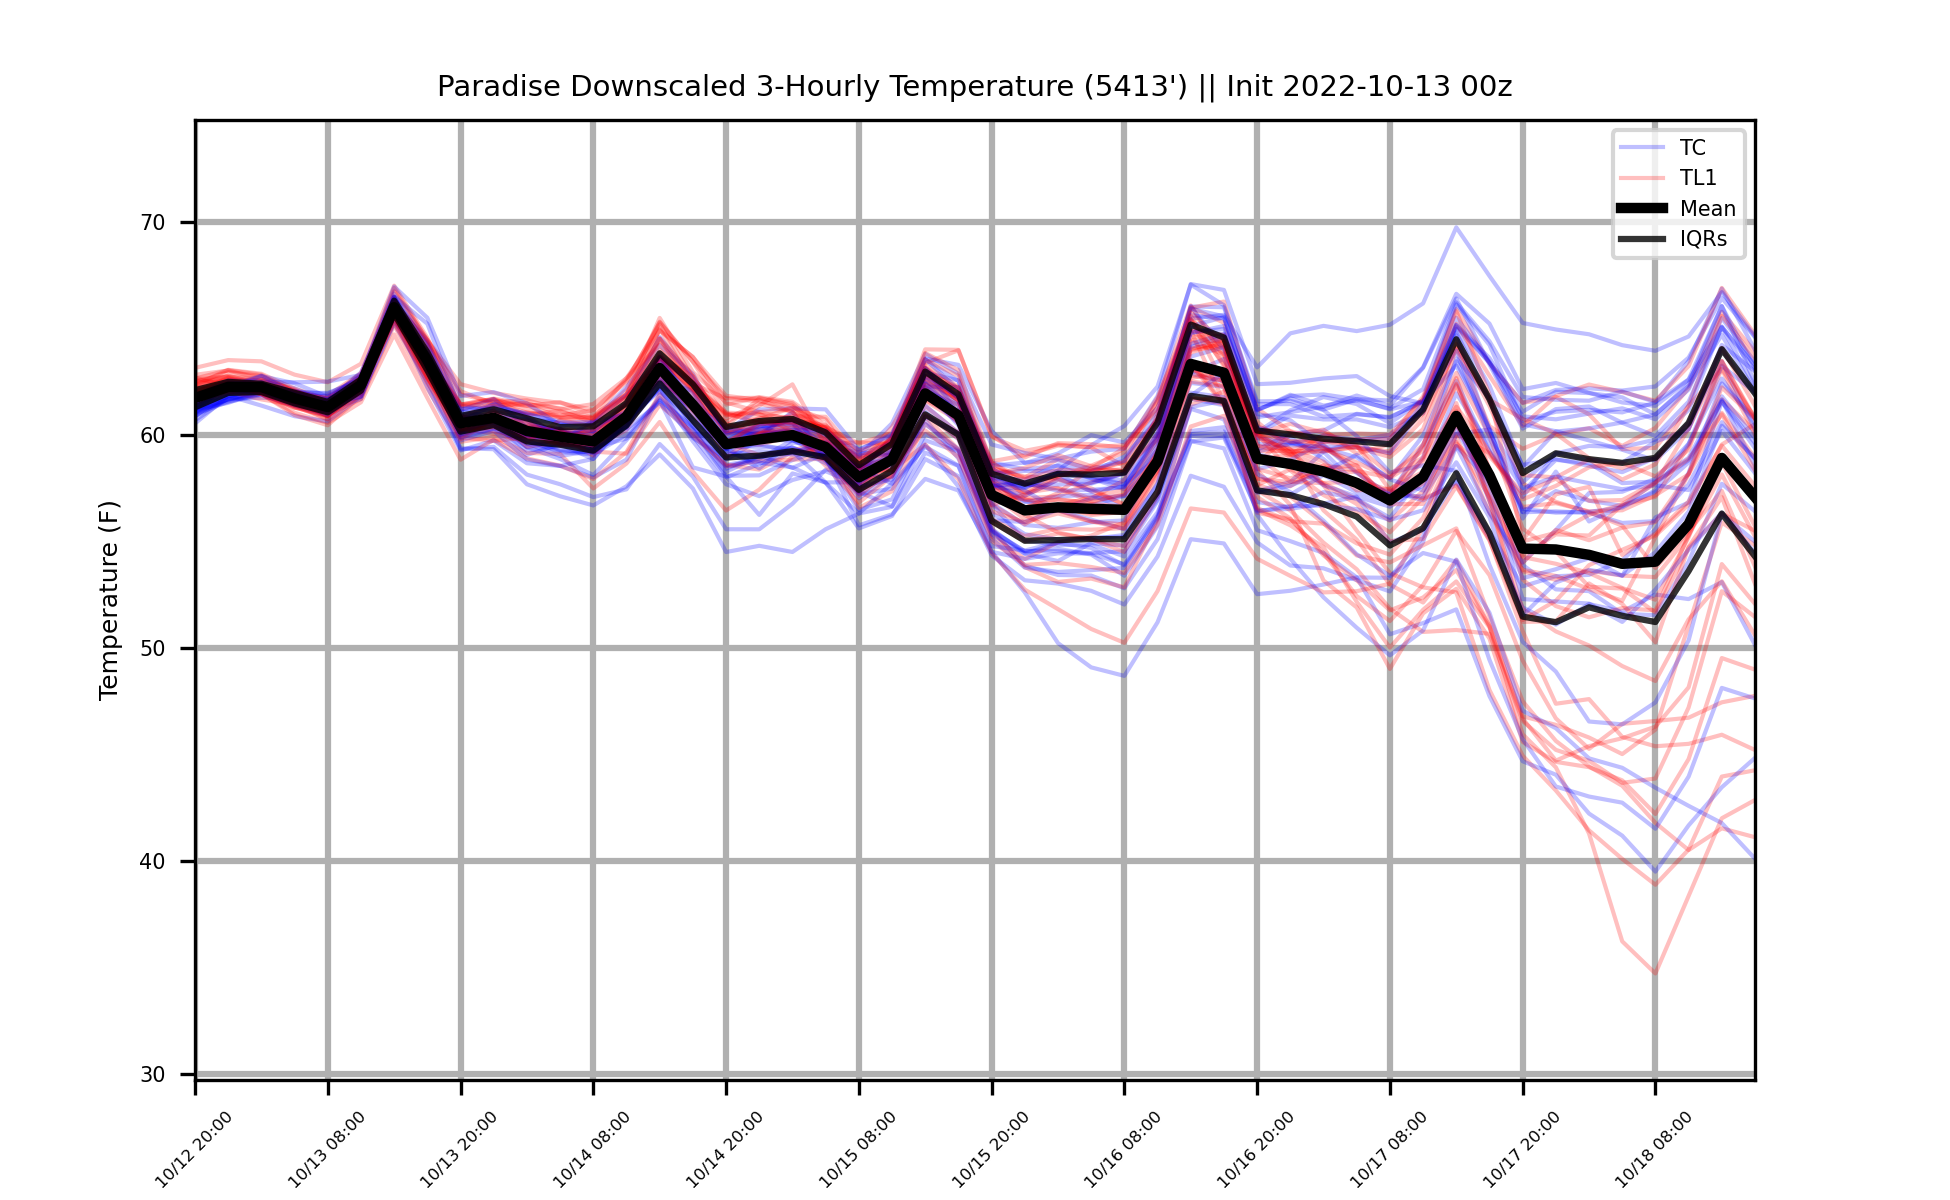 Paradise Downscaled 3-Hourly Temperature (5413') || Init 2022-10-13 00z
TC
TL1
Mean
IQRs
Temperature (F)
70
60
50
40
30
10/12 20:00
10/13 08:00
10/13 20:00
10/14 08:00
10/14 20:00
10/15 08:00
10/15 20:00
10/16 08:00
10/16 20:00
10/17 08:00
10/17 20:00
10/18 08:00